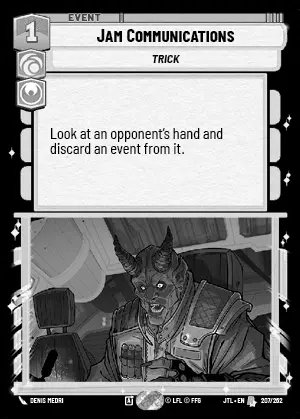 EVENT
1
JAM COMMUNICATIONS
TRICK
Look at an opponent's hand and
discard an event from it.
DENIS MEDRI
© LFL © FFG
JTL • EN
207/262